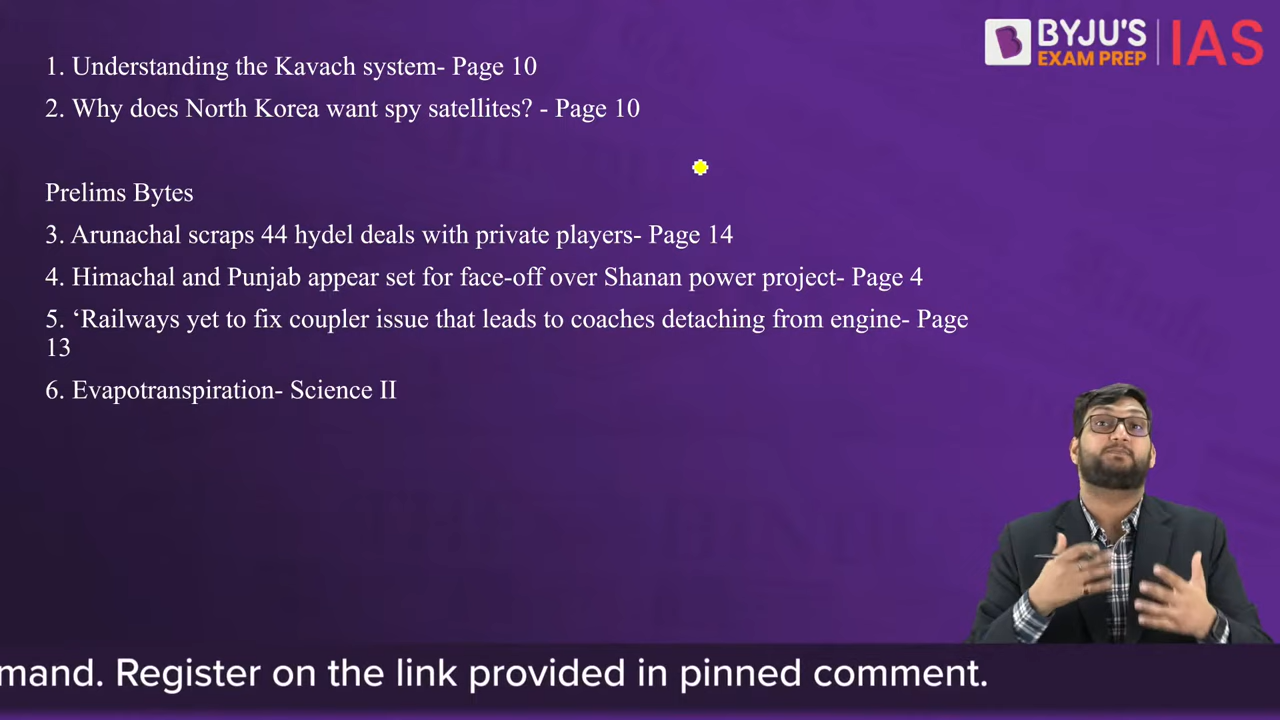 BYJU'S IAS
EXAM PREP
1. Understanding the Kavach system- Page 10
2. Why does North Korea want spy satellites? - Page 10
Prelims Bytes
3. Arunachal scraps 44 hydel deals with private players- Page 14
4. Himachal and Punjab appear set for face-off over Shanan power project- Page 4
5. ‘Railways yet to fix coupler issue that leads to coaches detaching from engine- Page
13
6. Evapotranspiration- Science II
mand. Register on the link provided in pinned comment.